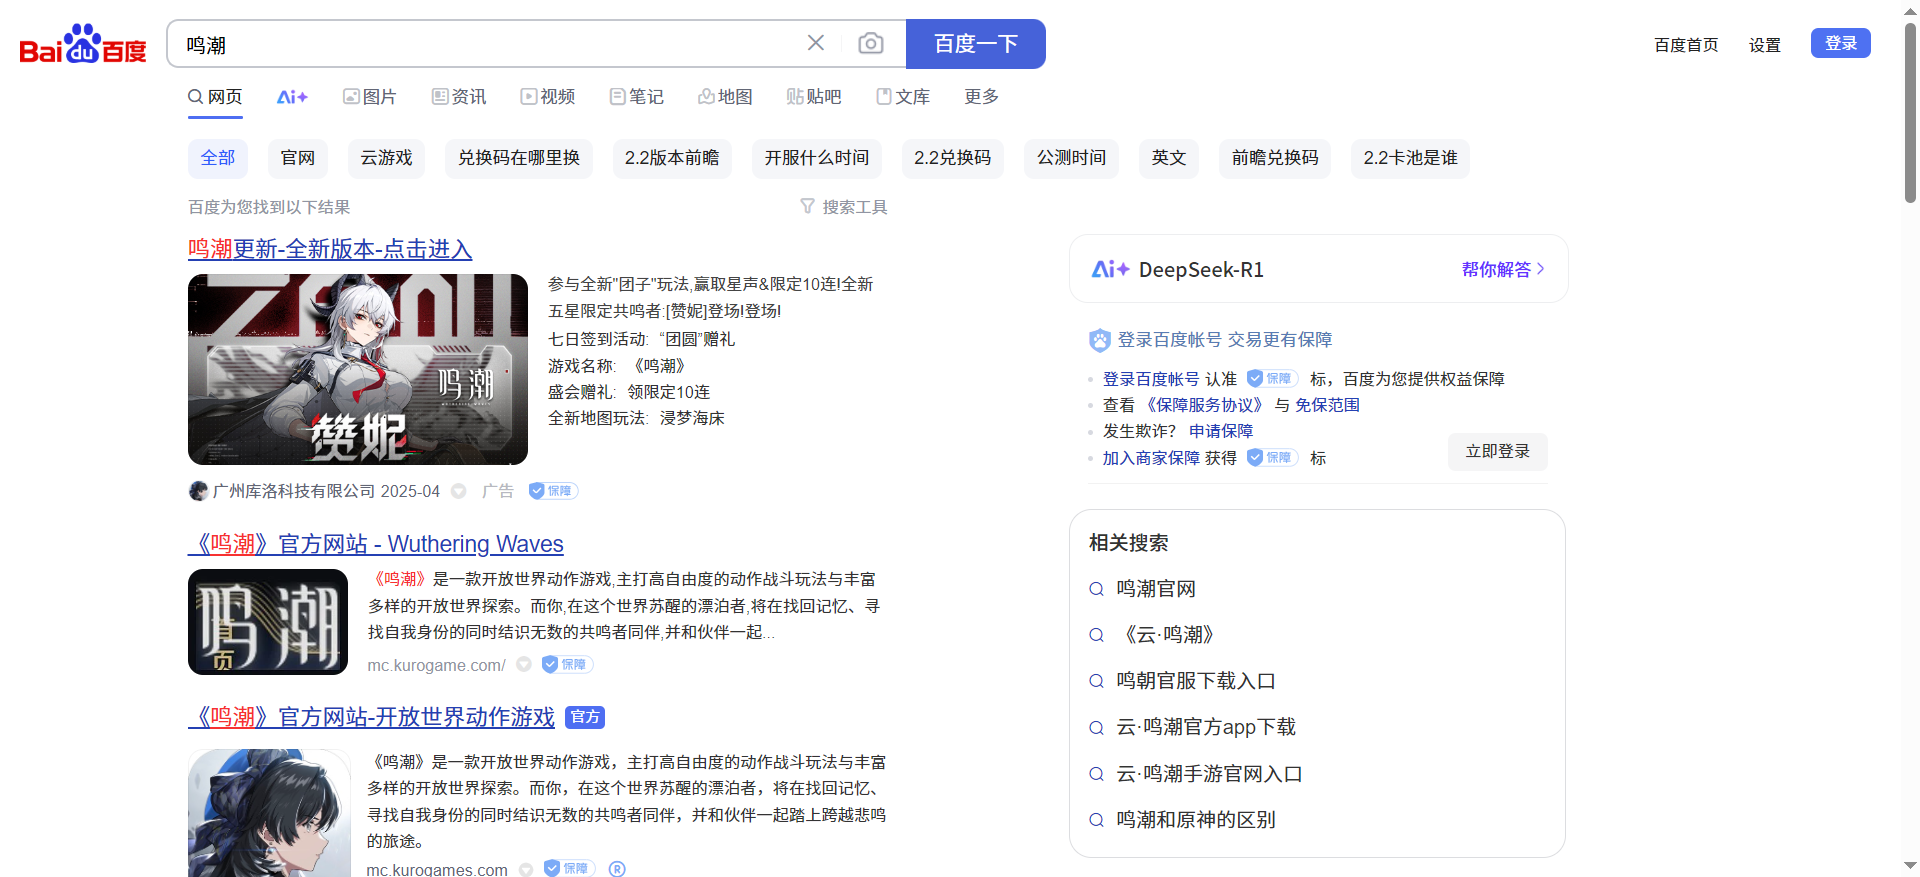 Bai du 百度
鸣潮
百度一下
百度首页 设置 登录
网页 Ai+ 图片 资讯 视频 笔记 地图 贴吧 文库 更多
全部 官网 云游戏 兑换码在哪里换 2.2版本前瞻 开服什么时间 2.2兑换码 公测时间 英文 前瞻兑换码 2.2卡池是谁
百度为您找到以下结果 搜索工具
鸣潮更新-全新版本-点击进入
鸣潮
赞妮
参与全新"团子"玩法,赢取星声&限定10连!全新
五星限定共鸣者:[赞妮]登场!登场!
七日签到活动: “团圆”赠礼
游戏名称: 《鸣潮》
盛会赠礼: 领限定10连
全新地图玩法: 浸梦海床
广州库洛科技有限公司 2025-04 广告 保障
《鸣潮》官方网站 - Wuthering Waves
鸣潮
首页
《鸣潮》是一款开放世界动作游戏,主打高自由度的动作战斗玩法与丰富
多样的开放世界探索。而你,在这个世界苏醒的漂泊者,将在找回记忆、寻
找自我身份的同时结识无数的共鸣者同伴,并和伙伴一起...
mc.kurogame.com/ 保障
《鸣潮》官方网站-开放世界动作游戏 官方
《鸣潮》是一款开放世界动作游戏，主打高自由度的动作战斗玩法与丰富
多样的开放世界探索。而你，在这个世界苏醒的漂泊者，将在找回记忆、
寻找自我身份的同时结识无数的共鸣者同伴，并和伙伴一起踏上跨越悲鸣
的旅途。
mc.kurogames.com 保障 ®
Ai+ DeepSeek-R1 帮你解答
登录百度帐号 交易更有保障
登录百度帐号 认准 保障 标，百度为您提供权益保障
查看 《保障服务协议》 与 免保范围
发生欺诈？ 申请保障
加入商家保障 获得 保障 标
立即登录
相关搜索
鸣潮官网
《云·鸣潮》
鸣朝官服下载入口
云·鸣潮官方app下载
云·鸣潮手游官网入口
鸣潮和原神的区别